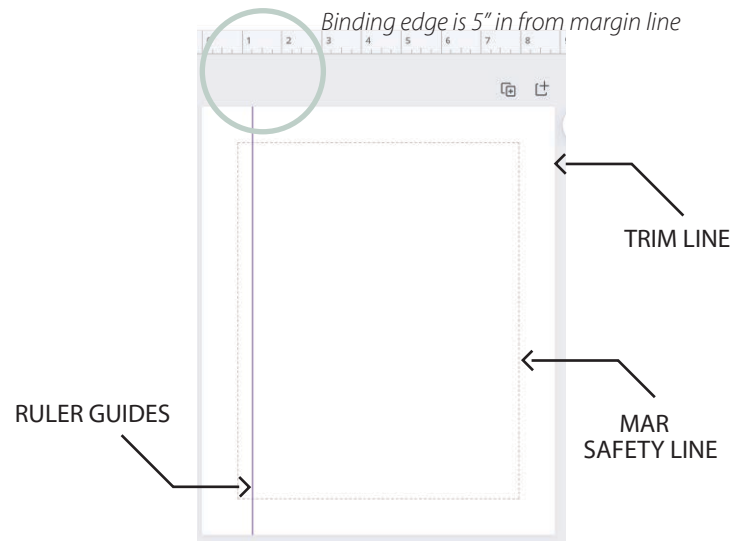 Binding edge is 5" in from margin line
0 1 2 3 4 5 6 7 8
TRIM LINE
RULER GUIDES
MAR
SAFETY LINE